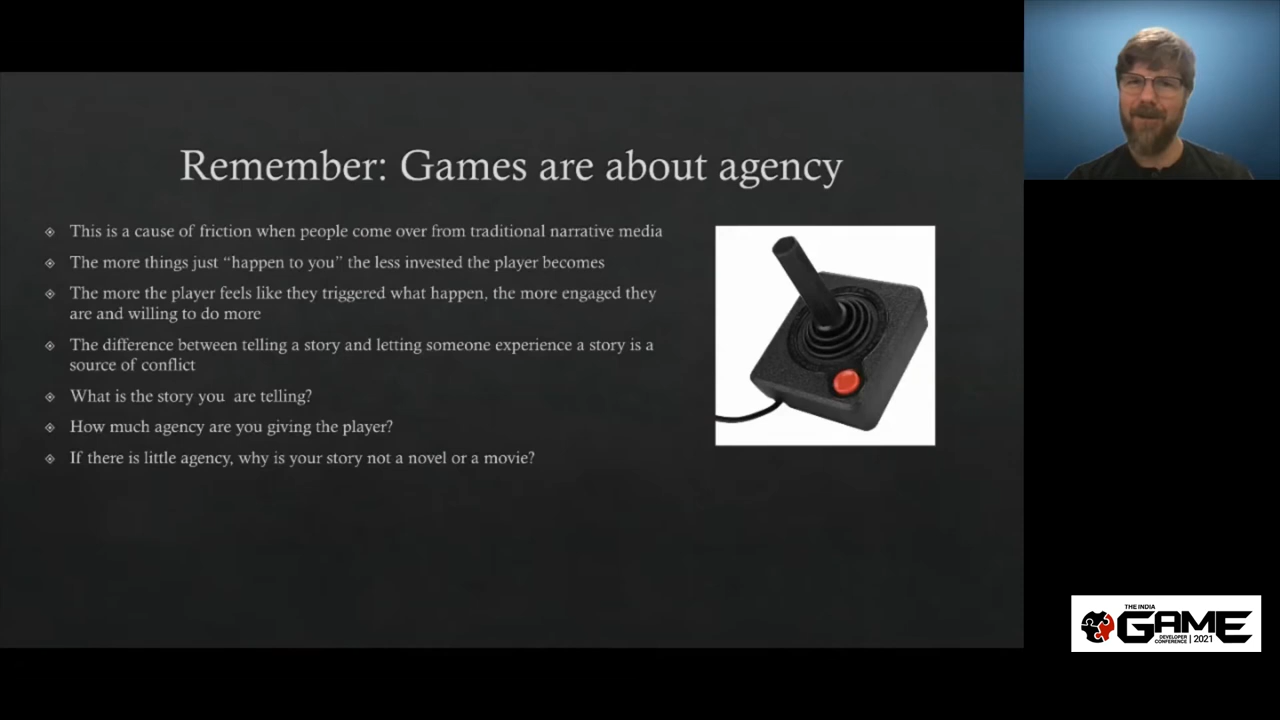 Remember: Games are about agency
This is a cause of friction when people come over from traditional narrative media
The more things just “happen to you” the less invested the player becomes
The more the player feels like they triggered what happen, the more engaged they
are and willing to do more
The difference between telling a story and letting someone experience a story is a
source of conflict
What is the story you are telling?
How much agency are you giving the player?
If there is little agency, why is your story not a novel or a movie?
THE INDIA
GAME
DEVELOPER
CONFERENCE | 2021